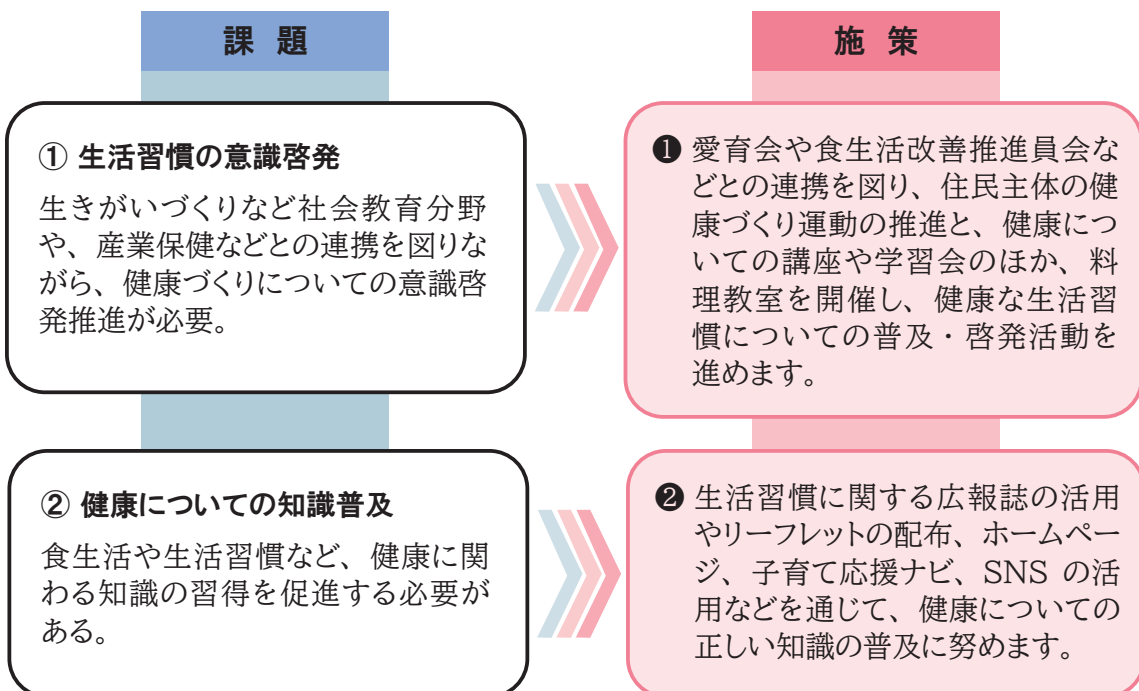 課題
施策
① 生活習慣の意識啓発
生きがいづくりなど社会教育分野
や、産業保健などとの連携を図りな
がら、健康づくりについての意識啓
発推進が必要。
❶ 愛育会や食生活改善推進員会な
どとの連携を図り、住民主体の健
康づくり運動の推進と、健康につ
いての講座や学習会のほか、料
理教室を開催し、健康な生活習
慣についての普及・啓発活動を
進めます。
② 健康についての知識普及
食生活や生活習慣など、健康に関
わる知識の習得を促進する必要が
ある。
❷ 生活習慣に関する広報誌の活用
やリーフレットの配布、ホームペー
ジ、子育て応援ナビ、SNS の活
用などを通じて、健康についての
正しい知識の普及に努めます。